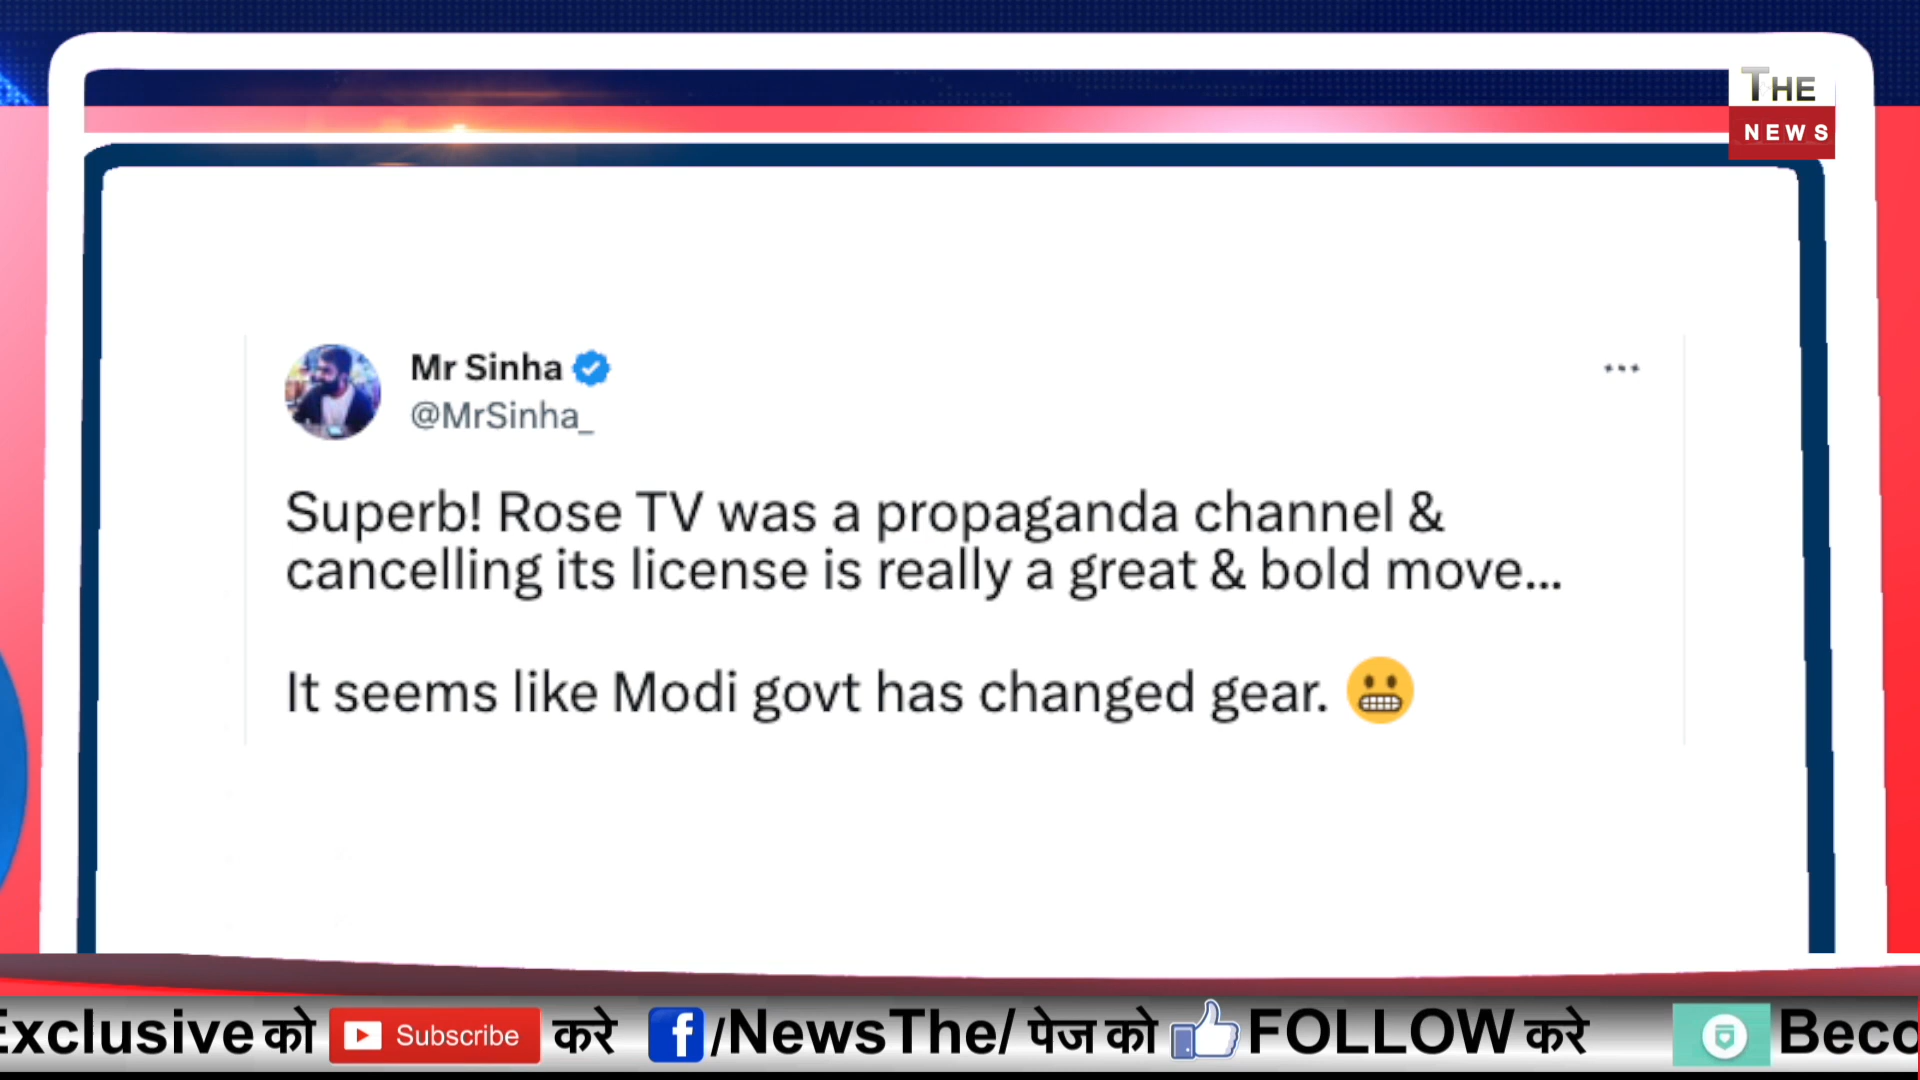 THE
NEWS
Mr Sinha
@MrSinha_
Superb! Rose TV was a propaganda channel &
cancelling its license is really a great & bold move...
It seems like Modi govt has changed gear. 😬
Exclusive को Subscribe करे f /NewsThe/ पेज को FOLLOW करे Beco